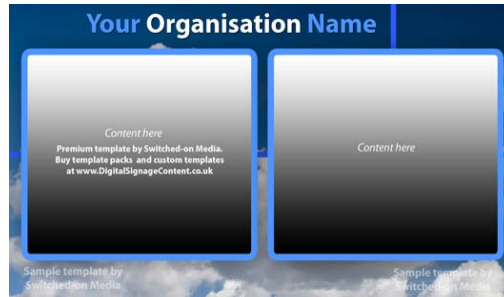 Your Organisation Name
Content here
Premium template by Switched-on Media.
Buy template packs and custom templates
at www.DigitalSignageContent.co.uk
Content here
Sample template by
Switched-on Media
Sample template by
Switched-on Media